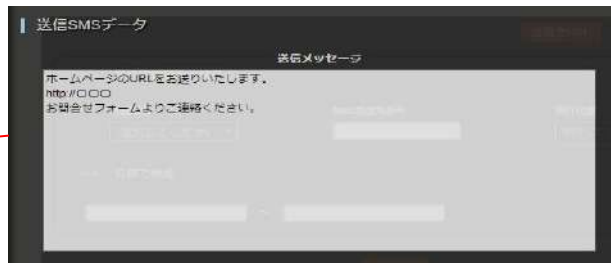 送信SMSデータ
送信メッセージ
ホームページのURLをお送りいたします。
http://〇〇〇
お問合せフォームよりご連絡ください。